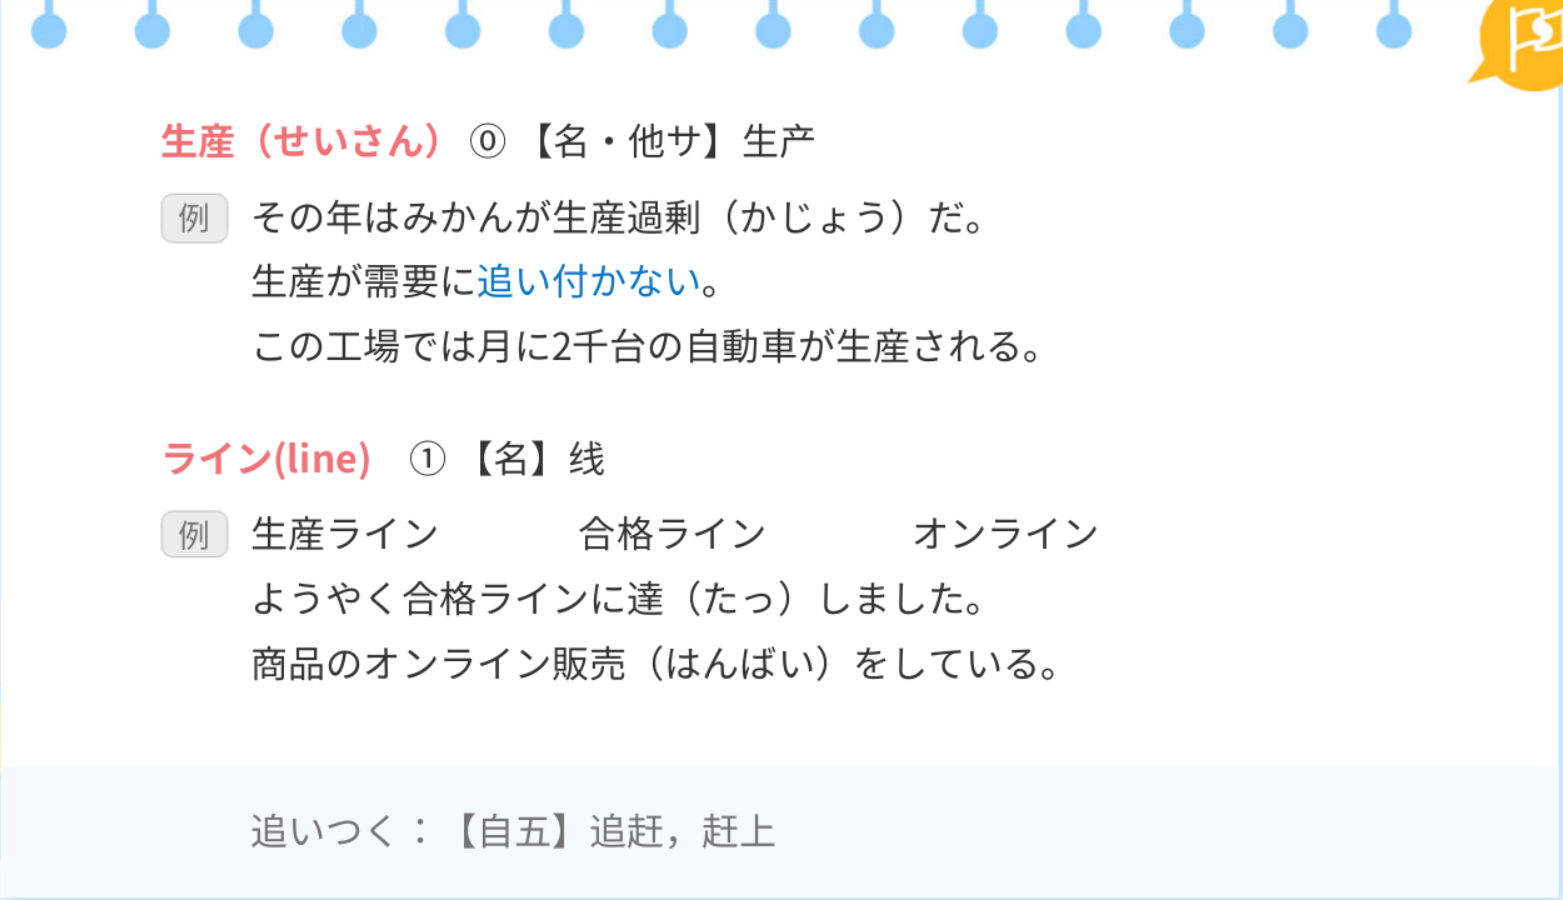 生産（せいさん） ⓪ 【名・他サ】生产
例 その年はみかんが生産過剰（かじょう）だ。
生産が需要に追い付かない。
この工場では月に2千台の自動車が生産される。
ライン(line) ① 【名】线
例 生産ライン 合格ライン オンライン
ようやく合格ラインに達（たっ）しました。
商品のオンライン販売（はんばい）をしている。
追いつく：【自五】追赶，赶上